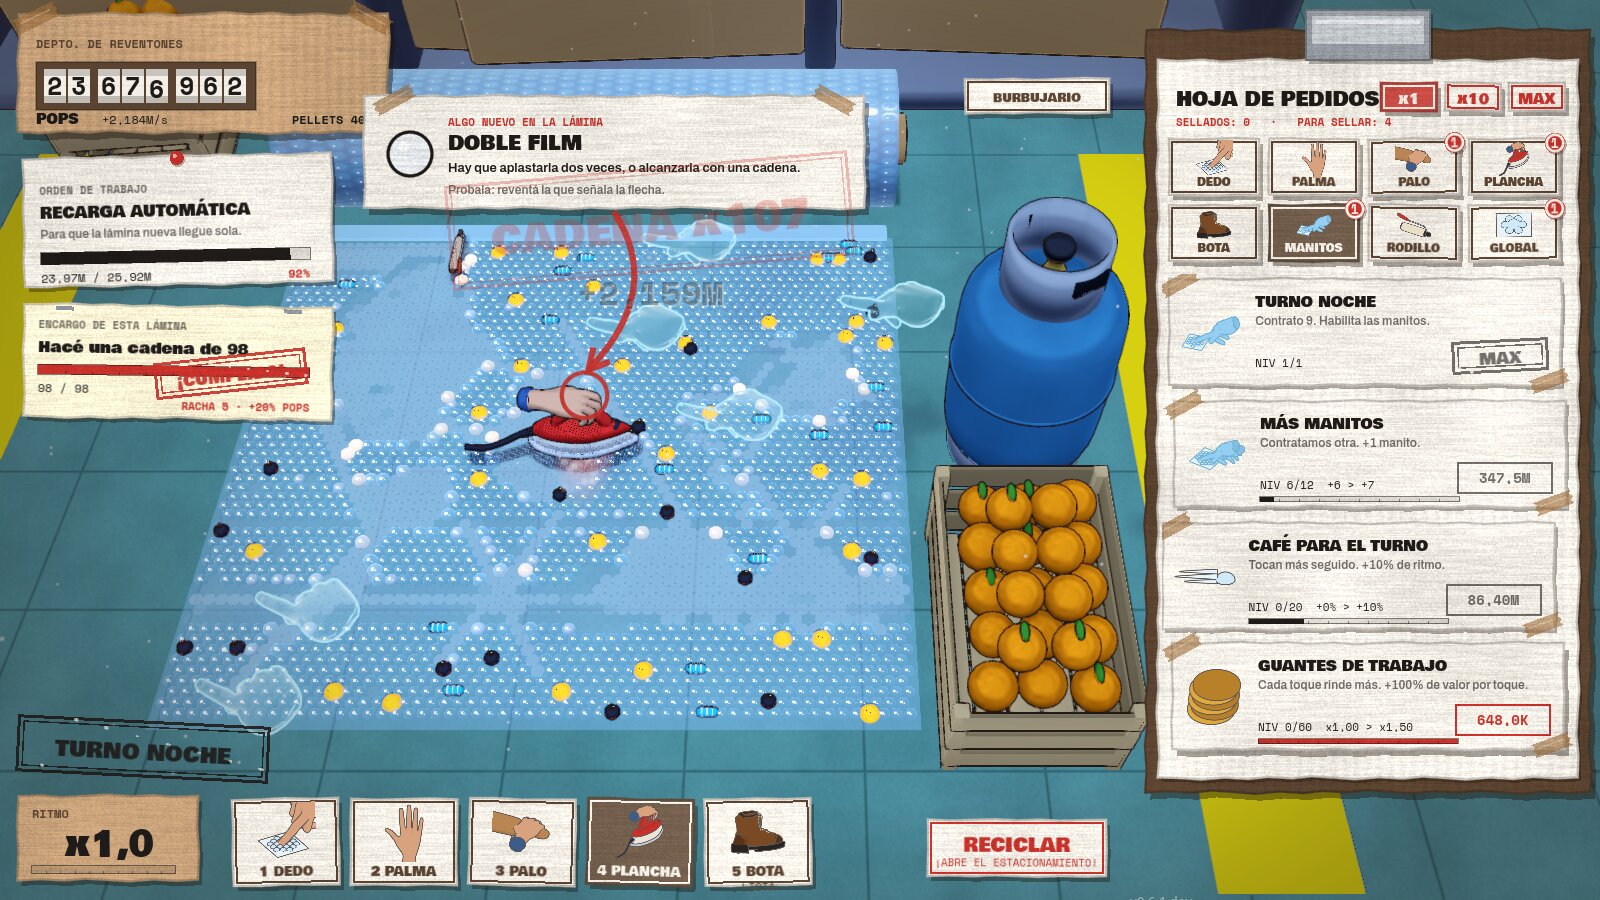 DEPTO. DE REVENTONES
23 676 962
POPS +2,184M/s PELLETS 40
ORDEN DE TRABAJO
RECARGA AUTOMÁTICA
Para que la lámina nueva llegue sola.
23,97M / 25,92M 92%
ENCARGO DE ESTA LÁMINA
Hacé una cadena de 98
98 / 98
RACHA 5 · +20% POPS
ALGO NUEVO EN LA LÁMINA
DOBLE FILM
Hay que aplastarla dos veces, o alcanzarla con una cadena.
Probala: reventá la que señala la flecha.
CADENA x107
+2,159M
BURBUJARIO
HOJA DE PEDIDOS x1 x10 MAX
SELLADOS: 0 · PARA SELLAR: 4
DEDO PALMA PALO 1 PLANCHA 1
BOTA MANITOS 1 RODILLO GLOBAL 1
TURNO NOCHE
Contrato 9. Habilita las manitos.
NIV 1/1 MAX
MÁS MANITOS
Contratamos otra. +1 manito.
NIV 6/12 +6 > +7 347,5M
CAFÉ PARA EL TURNO
Tocan más seguido. +10% de ritmo.
NIV 0/20 +0% > +10% 86,40M
GUANTES DE TRABAJO
Cada toque rinde más. +100% de valor por toque.
NIV 0/60 x1,00 > x1,50 648,0K
TURNO NOCHE
RITMO
x1,0
1 DEDO 2 PALMA 3 PALO 4 PLANCHA 5 BOTA
RECICLAR
¡ABRE EL ESTACIONAMIENTO!